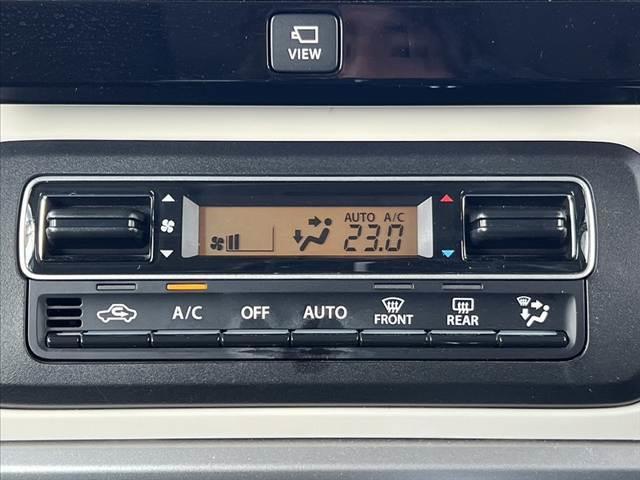 VIEW
AUTO A/C
23.0
A/C OFF AUTO FRONT REAR